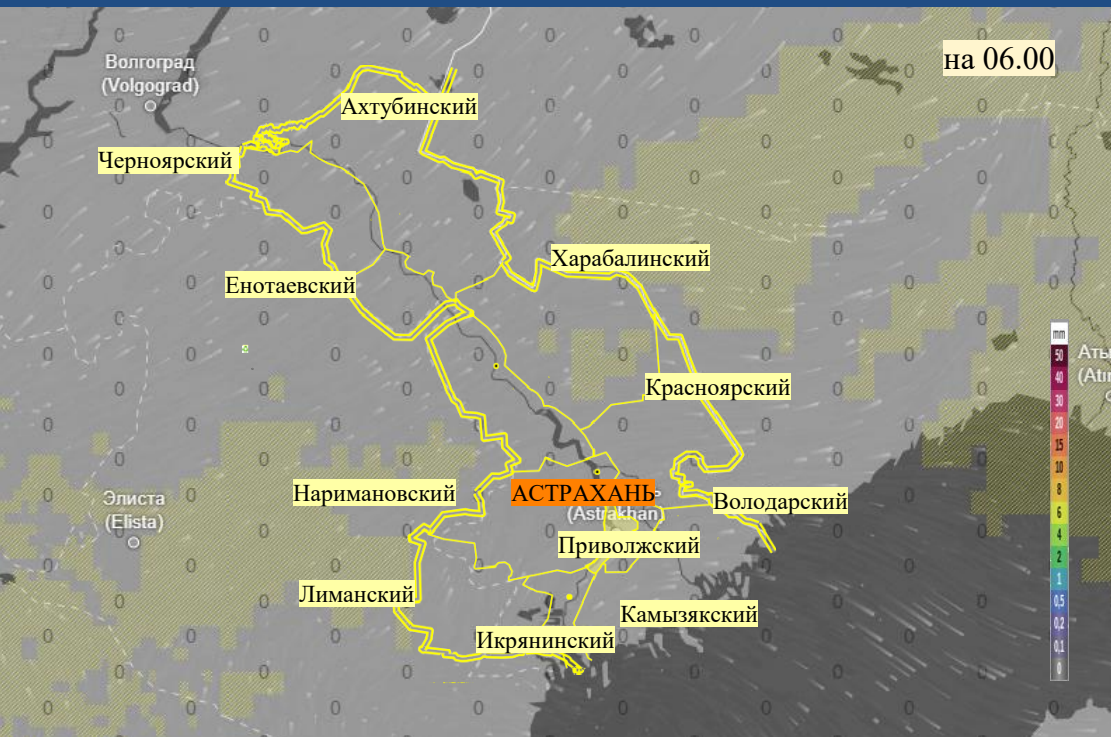 на 06.00
Волгоград
(Volgograd)
Ахтубинский
Черноярский
Харабалинский
Енотаевский
mm
50
40
30
20
15
10
8
6
4
2
1
0,5
0,2
0,1
0
Красноярский
Элиста
(Elista)
Наримановский
АСТРАХАНЬ
(Astrakhan)
Володарский
Приволжский
Лиманский
Камызякский
Икрянинский